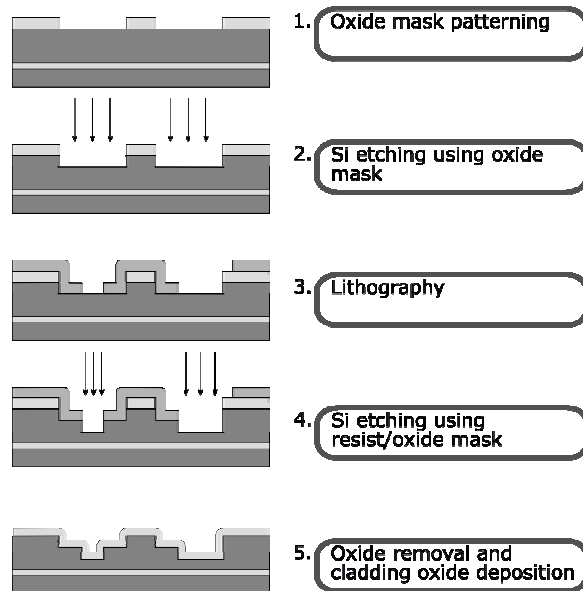 1. Oxide mask patterning
2. Si etching using oxide
mask
3. Lithography
4. Si etching using
resist/oxide mask
5. Oxide removal and
cladding oxide deposition